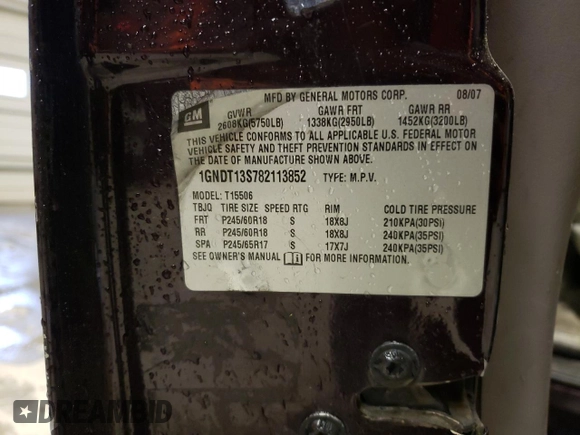 MFD BY GENERAL MOTORS CORP. 08/07
GM GVWR GAWR FRT GAWR RR
2608KG(5750LB) 1338KG(2950LB) 1452KG(3200LB)
THIS VEHICLE CONFORMS TO ALL APPLICABLE U.S. FEDERAL MOTOR
VEHICLE SAFETY AND THEFT PREVENTION STANDARDS IN EFFECT ON
THE DATE OF MANUFACTURE SHOWN ABOVE.
1GNDT13S782113852 TYPE: M.P.V.
MODEL: T15506
TBJQ TIRE SIZE SPEED RTG RIM COLD TIRE PRESSURE
FRT P245/60R18 S 18X8J 210KPA(30PSI)
RR P245/60R18 S 18X8J 240KPA(35PSI)
SPA P245/65R17 S 17X7J 240KPA(35PSI)
SEE OWNER'S MANUAL FOR MORE INFORMATION.
DREAMBID